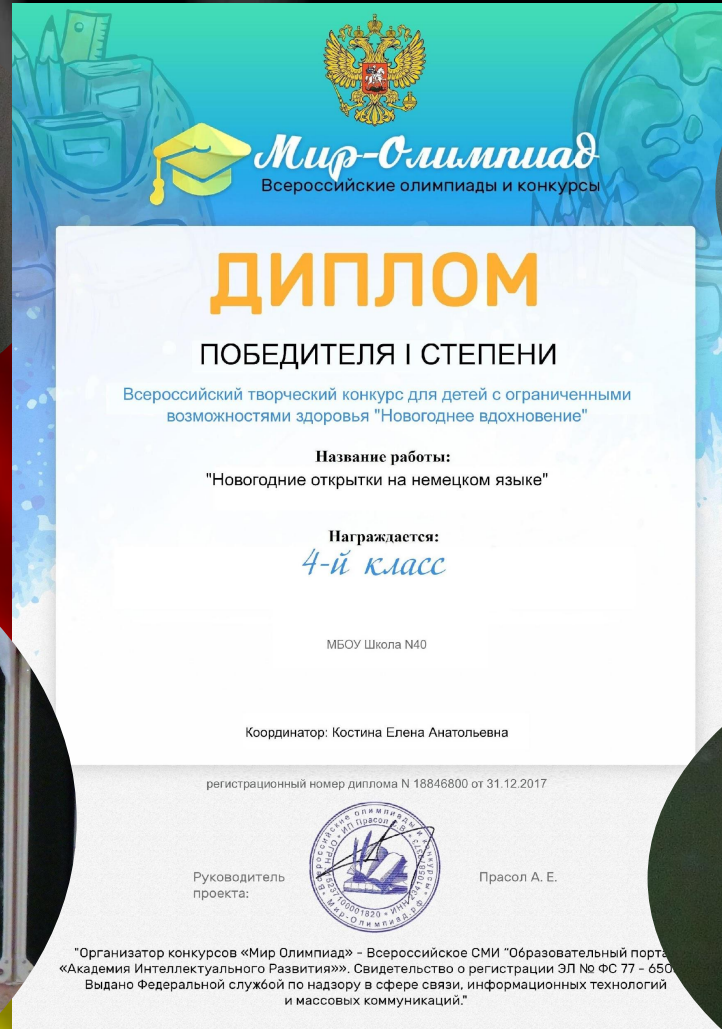 Мир-Олимпиад
Всероссийские олимпиады и конкурсы
ДИПЛОМ
ПОБЕДИТЕЛЯ I СТЕПЕНИ
Всероссийский творческий конкурс для детей с ограниченными
возможностями здоровья "Новогоднее вдохновение"
Название работы:
"Новогодние открытки на немецком языке"
Награждается:
4-й класс
МБОУ Школа N40
Координатор: Костина Елена Анатольевна
регистрационный номер диплома N 18846800 от 31.12.2017
Руководитель
проекта:
Прасол А. Е.
"Организатор конкурсов «Мир Олимпиад» - Всероссийское СМИ "Образовательный
«Академия Интеллектуального Развития»». Свидетельство о регистрации ЭЛ № ФС 77 -
Выдано Федеральной службой по надзору в сфере связи, информационных технологий
и массовых коммуникаций."